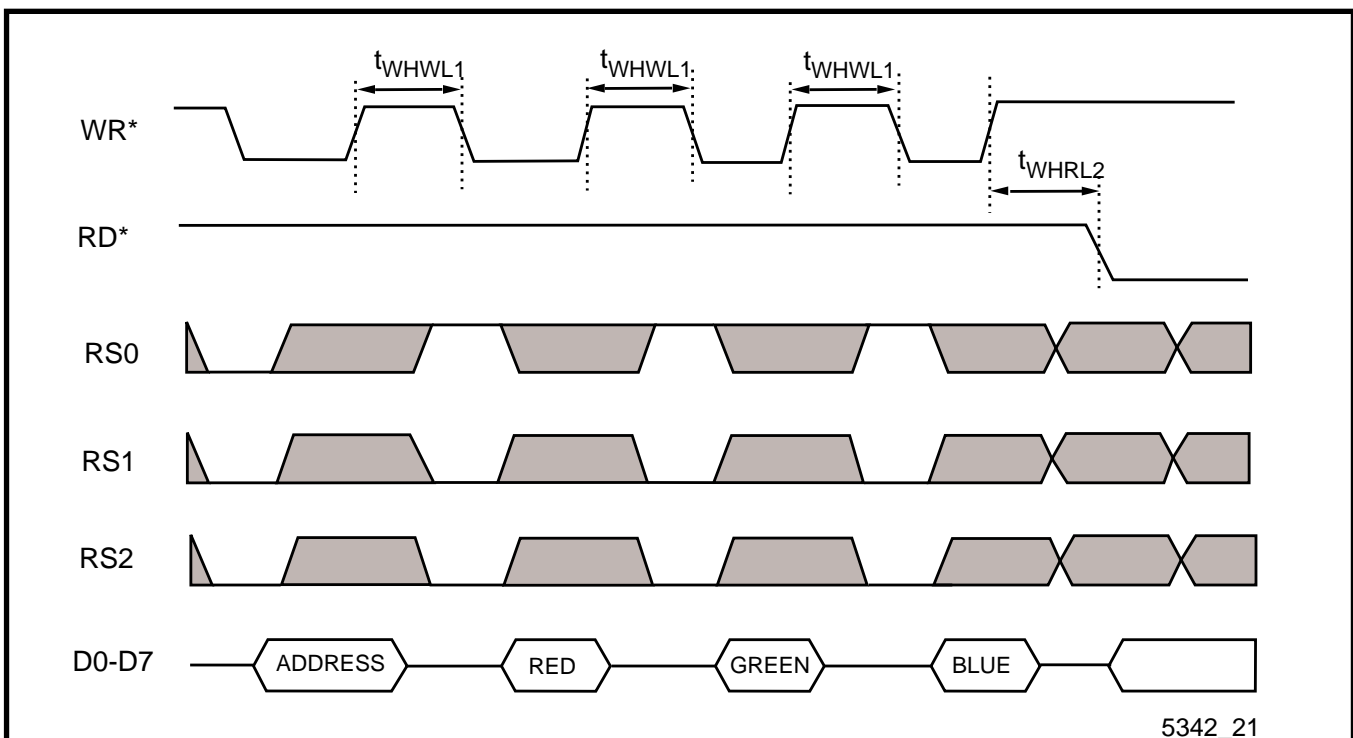 tWHWL1 tWHWL1 tWHWL1
WR*
tWHRL2
RD*
RS0
RS1
RS2
D0-D7 ADDRESS RED GREEN BLUE
5342_21